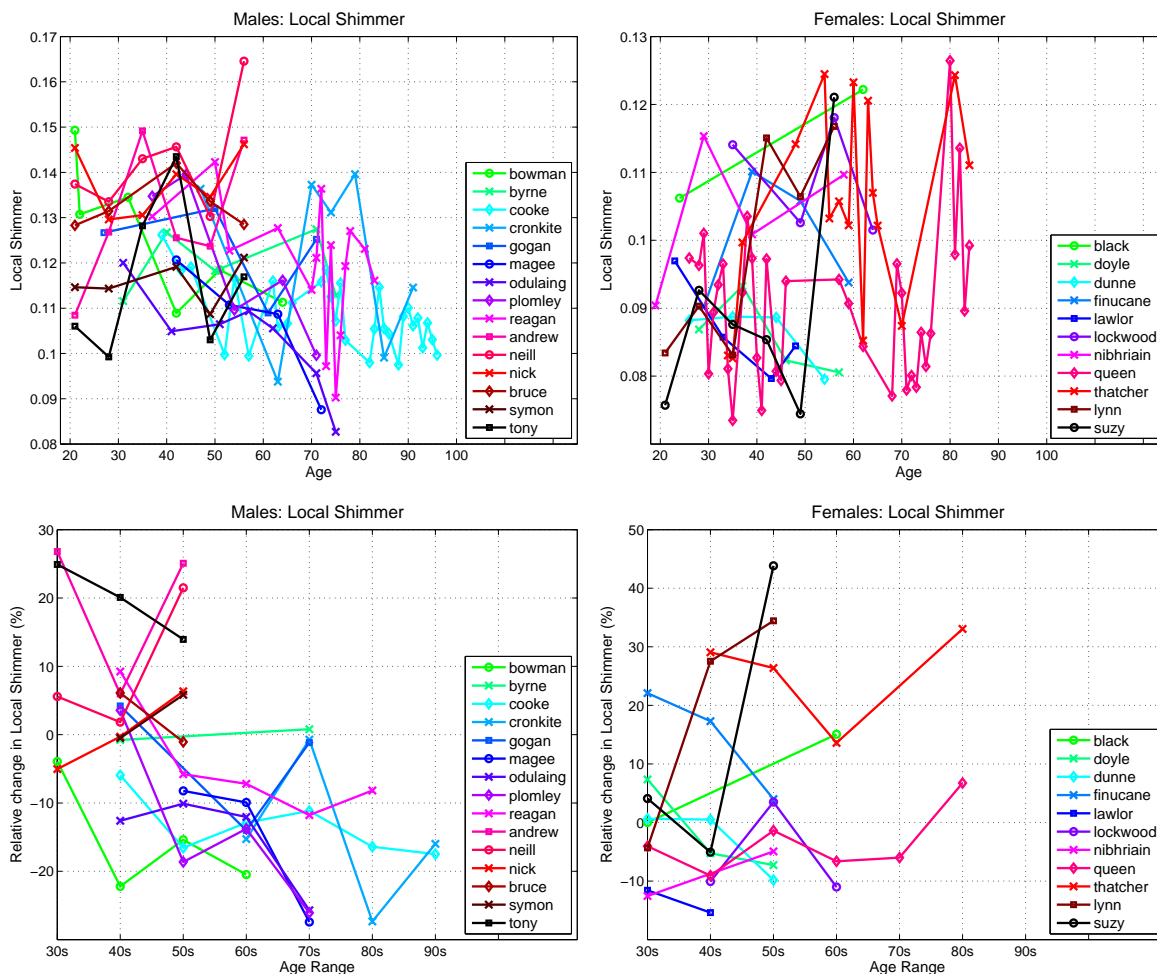 Males: Local Shimmer
0.17
0.16
0.15
0.14
0.13
0.12
0.11
0.1
0.09
0.08
Local Shimmer
20 30 40 50 60 70 80 90 100
Age
bowman
byrne
cooke
cronkite
gogan
magee
odulaing
plomley
reagan
andrew
neill
nick
bruce
symon
tony
Females: Local Shimmer
0.13
0.12
0.11
0.1
0.09
0.08
Local Shimmer
20 30 40 50 60 70 80 90 100
Age
black
doyle
dunne
finucane
lawlor
lockwood
nibhriain
queen
thatcher
lynn
suzy
Males: Local Shimmer
30
20
10
0
−10
−20
Relative change in Local Shimmer (%)
30s 40s 50s 60s 70s 80s 90s
Age Range
bowman
byrne
cooke
cronkite
gogan
magee
odulaing
plomley
reagan
andrew
neill
nick
bruce
symon
tony
Females: Local Shimmer
50
40
30
20
10
0
−10
Relative change in Local Shimmer (%)
30s 40s 50s 60s 70s 80s 90s
Age Range
black
doyle
dunne
finucane
lawlor
lockwood
nibhriain
queen
thatcher
lynn
suzy